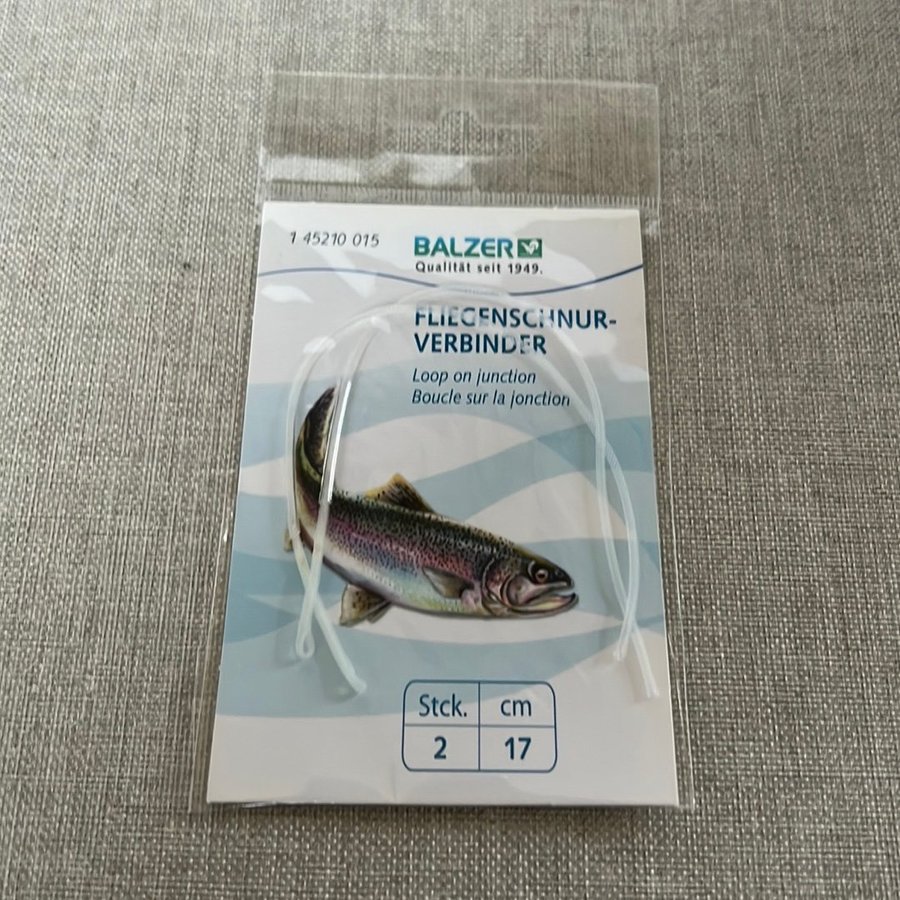 1 45210 015
BALZER
Qualität seit 1949.
FLIEGENSCHNUR-
VERBINDER
Loop on junction
Boucle sur la jonction
Stck. cm
2 17